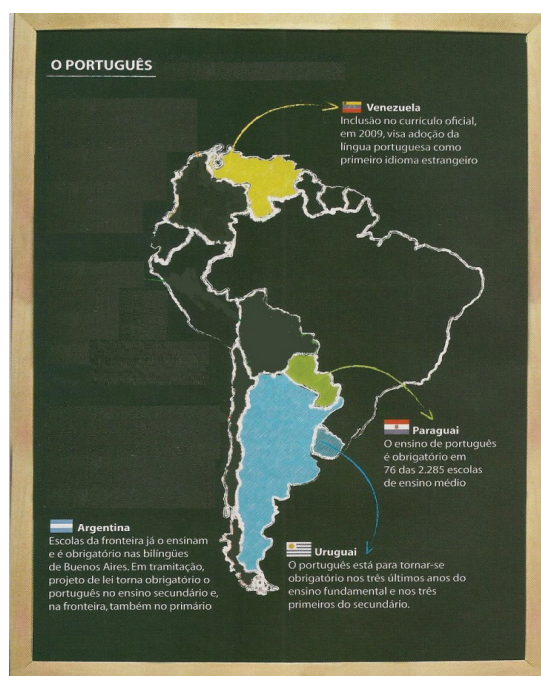 O PORTUGUÊS
Venezuela
Inclusão no currículo oficial,
em 2009, visa adoção da
língua portuguesa como
primeiro idioma estrangeiro
Paraguai
O ensino de português
é obrigatório em
76 das 2.285 escolas
de ensino médio
Argentina
Escolas da fronteira já o ensinam
e é obrigatório nas bilíngües
de Buenos Aires. Em tramitação,
projeto de lei torna obrigatório o
português no ensino secundário e,
na fronteira, também no primário
Uruguai
O português está para tornar-se
obrigatório nos três últimos anos do
ensino fundamental e nos três
primeiros do secundário.